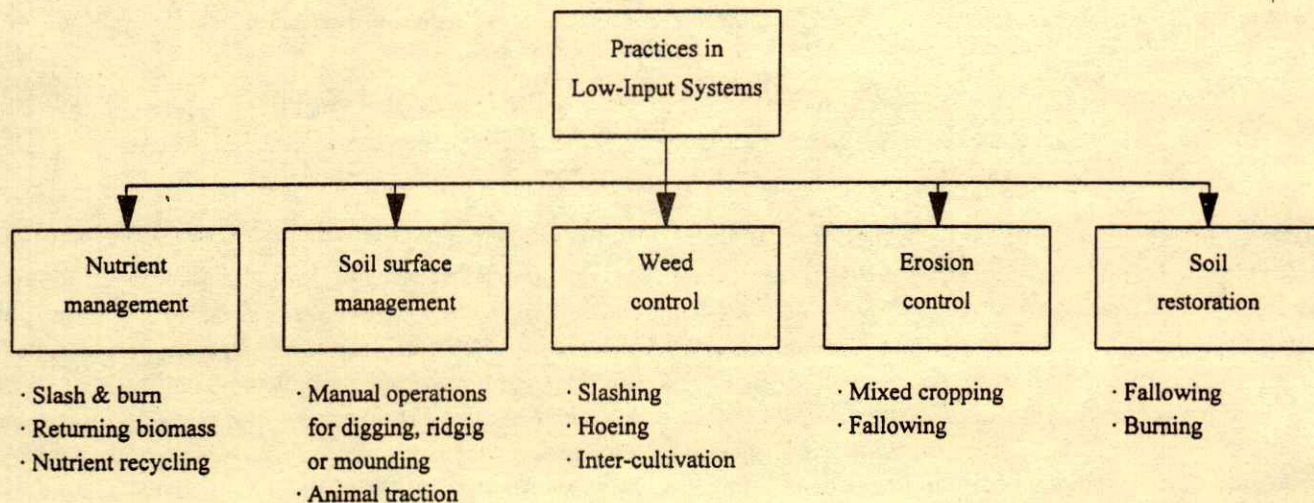 Practices in
Low-Input Systems
Nutrient
management
Soil surface
management
Weed
control
Erosion
control
Soil
restoration
· Slash & burn
· Returning biomass
· Nutrient recycling
· Manual operations
for digging, ridgig
or mounding
· Animal traction
· Slashing
· Hoeing
· Inter-cultivation
· Mixed cropping
· Fallowing
· Fallowing
· Burning